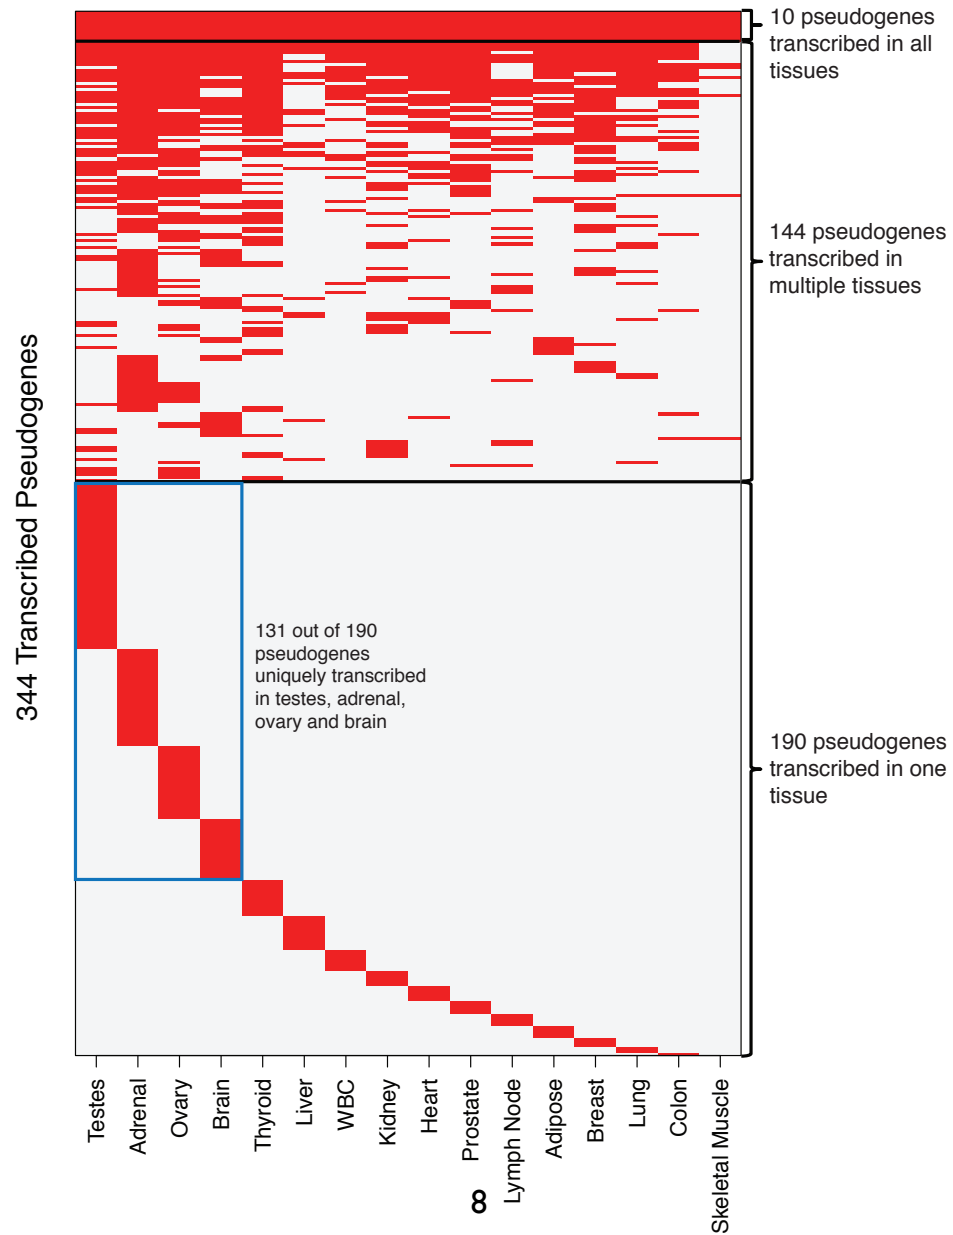 10 pseudogenes
transcribed in all
tissues
144 pseudogenes
transcribed in
multiple tissues
344 Transcribed Pseudogenes
131 out of 190
pseudogenes
uniquely transcribed
in testes, adrenal,
ovary and brain
190 pseudogenes
transcribed in one
tissue
Testes
Adrenal
Ovary
Brain
Thyroid
Liver
WBC
Kidney
Heart
Prostate
Lymph Node
Adipose
Breast
Lung
Colon
Skeletal Muscle
8